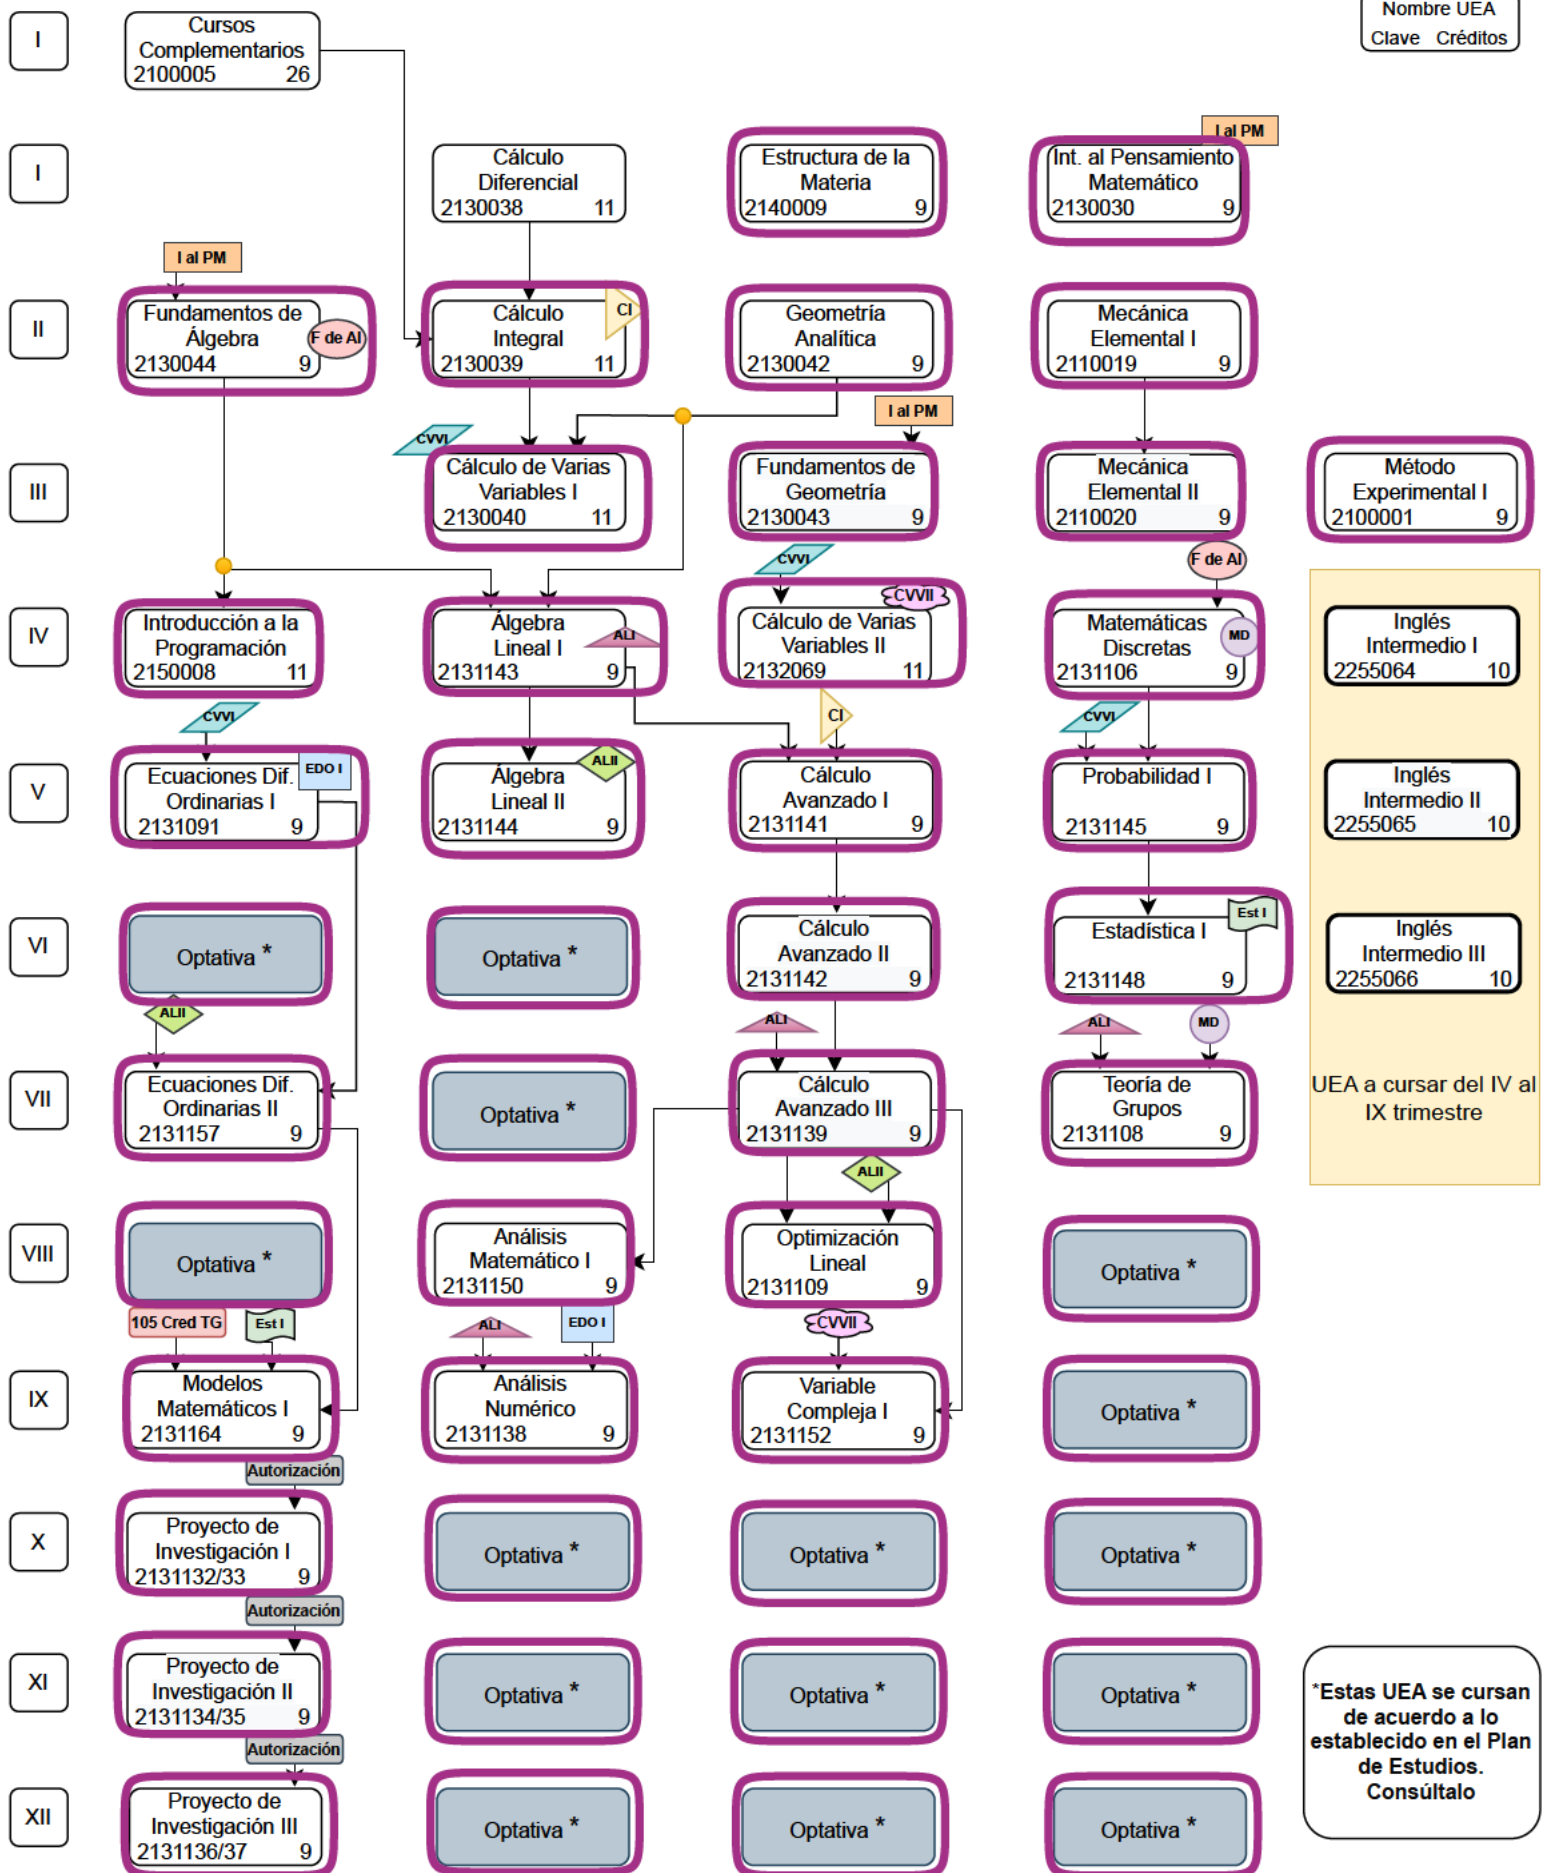 Nombre UEA
Clave Créditos
I
Cursos
Complementarios
2100005 26
I
Cálculo
Diferencial
2130038 11
Estructura de la
Materia
2140009 9
I al PM
Int. al Pensamiento
Matemático
2130030 9
I al PM
II
Fundamentos de
Álgebra
2130044 9
F de Al
Cálculo
Integral
2130039 11
CI
Geometría
Analítica
2130042 9
Mecánica
Elemental I
2110019 9
I al PM
CVVI
III
Cálculo de Varias
Variables I
2130040 11
Fundamentos de
Geometría
2130043 9
Mecánica
Elemental II
2110020 9
Método
Experimental I
2100001 9
CVVI
F de Al
IV
Introducción a la
Programación
2150008 11
Álgebra
Lineal I
2131143 9
ALI
CVVII
Cálculo de Varias
Variables II
2132069 11
Matemáticas
Discretas
2131106 9
MD
Inglés
Intermedio I
2255064 10
CVVI
CI
CVVI
V
Ecuaciones Dif.
Ordinarias I
2131091 9
EDO I
Álgebra
Lineal II
2131144 9
ALII
Cálculo
Avanzado I
2131141 9
Probabilidad I
2131145 9
Inglés
Intermedio II
2255065 10
VI
Optativa *
Optativa *
Cálculo
Avanzado II
2131142 9
Estadística I
2131148 9
Est I
Inglés
Intermedio III
2255066 10
ALII
ALI
ALI
MD
VII
Ecuaciones Dif.
Ordinarias II
2131157 9
Optativa *
Cálculo
Avanzado III
2131139 9
Teoría de
Grupos
2131108 9
UEA a cursar del IV al
IX trimestre
ALII
VIII
Optativa *
Análisis
Matemático I
2131150 9
Optimización
Lineal
2131109 9
Optativa *
105 Cred TG
Est I
ALI
EDO I
CVVII
IX
Modelos
Matemáticos I
2131164 9
Análisis
Numérico
2131138 9
Variable
Compleja I
2131152 9
Optativa *
Autorización
X
Proyecto de
Investigación I
2131132/33 9
Optativa *
Optativa *
Optativa *
Autorización
XI
Proyecto de
Investigación II
2131134/35 9
Optativa *
Optativa *
Optativa *
Autorización
XII
Proyecto de
Investigación III
2131136/37 9
Optativa *
Optativa *
Optativa *
*Estas UEA se cursan
de acuerdo a lo
establecido en el Plan
de Estudios.
Consúltalo